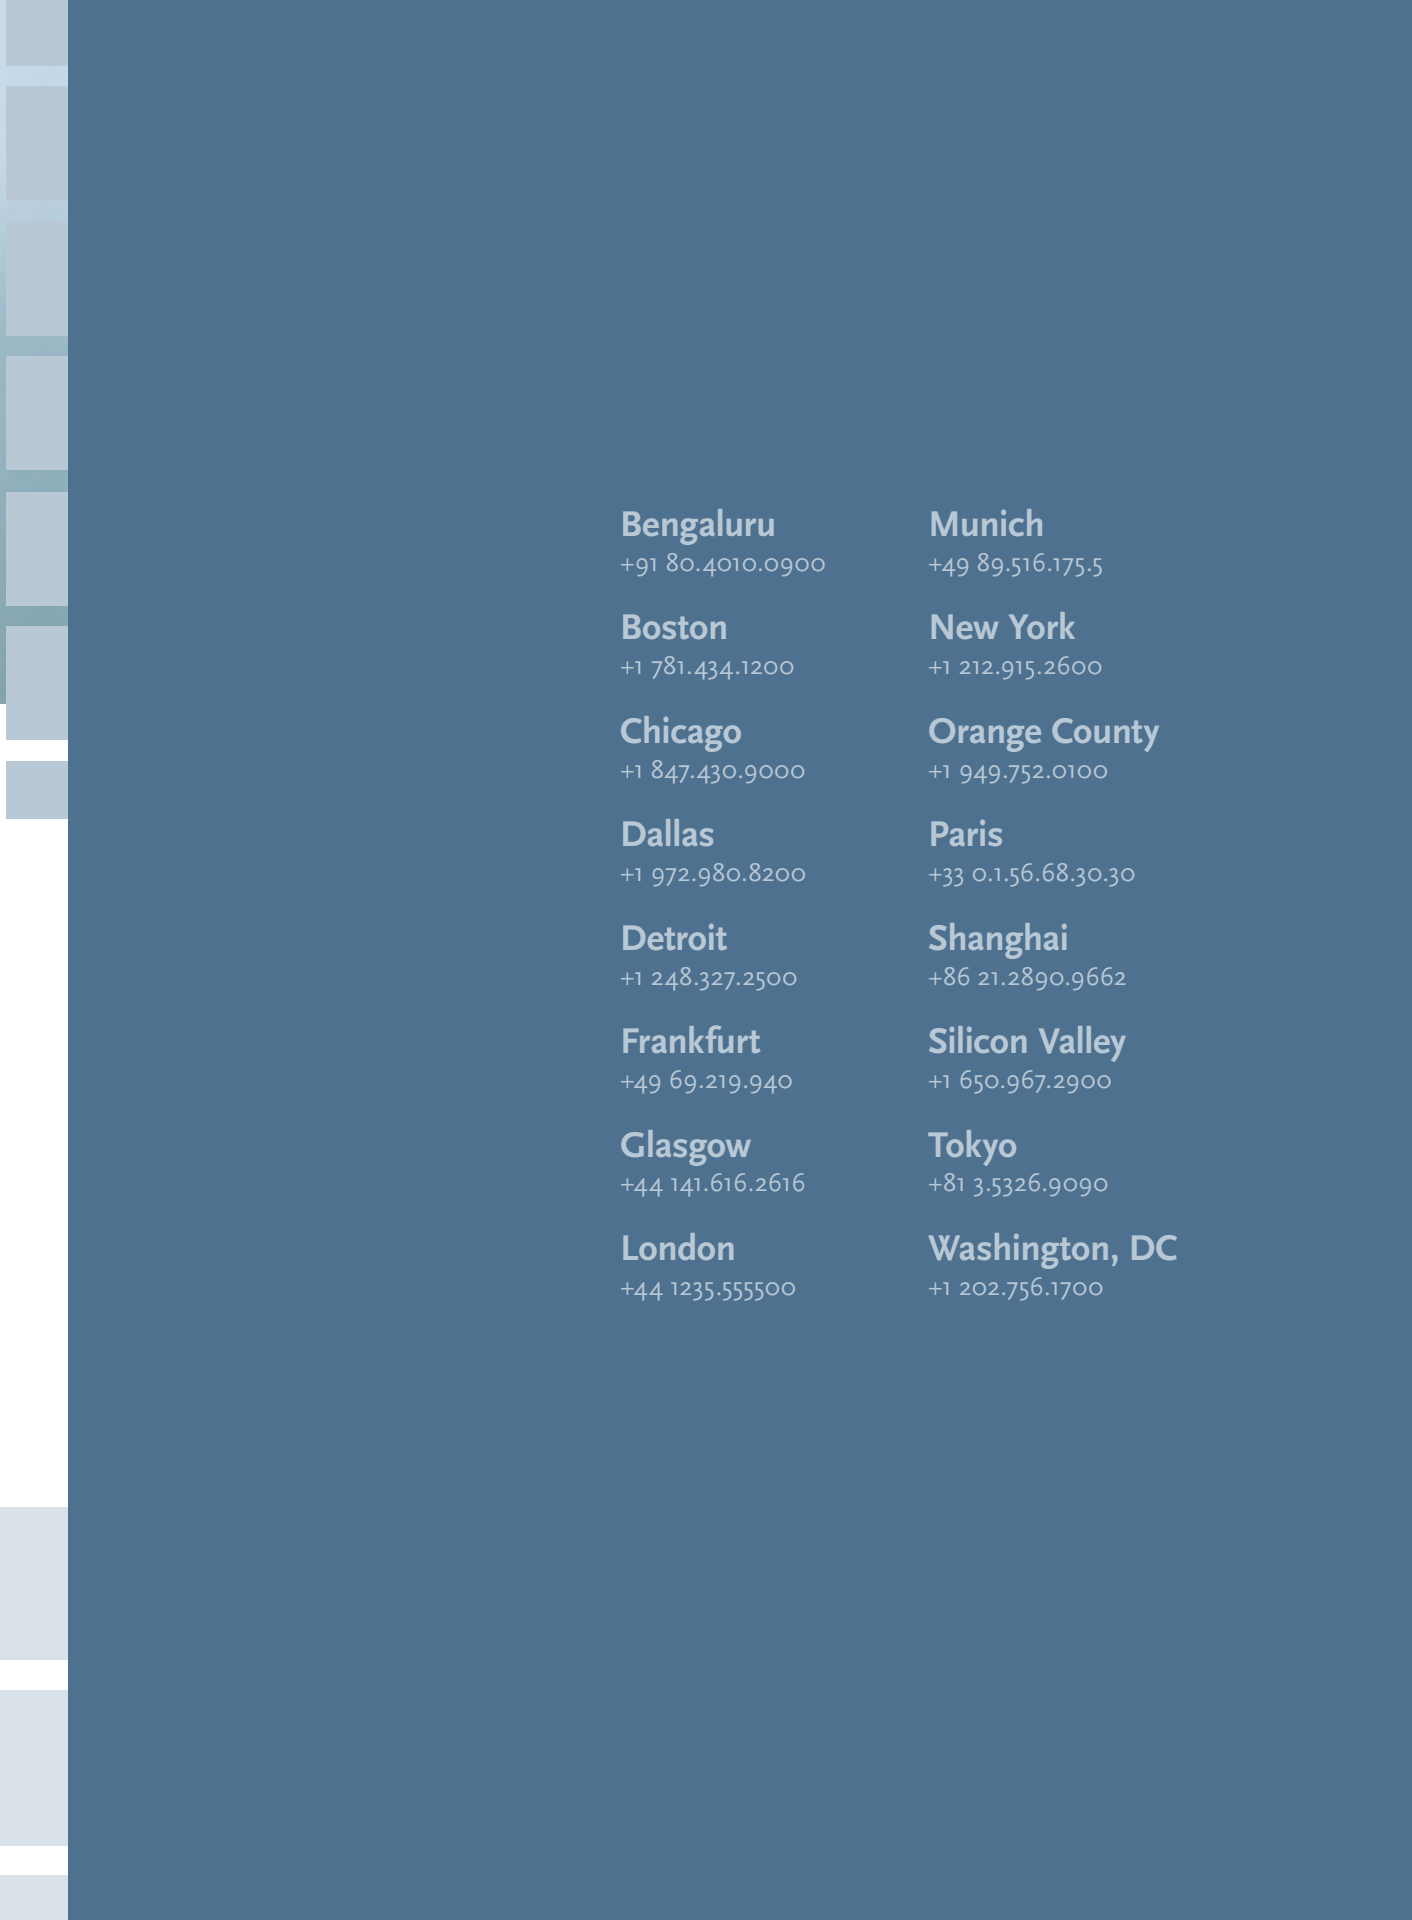 Bengaluru
+91 80.4010.0900
Boston
+1 781.434.1200
Chicago
+1 847.430.9000
Dallas
+1 972.980.8200
Detroit
+1 248.327.2500
Frankfurt
+49 69.219.940
Glasgow
+44 141.616.2616
London
+44 1235.555500
Munich
+49 89.516.175.5
New York
+1 212.915.2600
Orange County
+1 949.752.0100
Paris
+33 0.1.56.68.30.30
Shanghai
+86 21.2890.9662
Silicon Valley
+1 650.967.2900
Tokyo
+81 3.5326.9090
Washington, DC
+1 202.756.1700